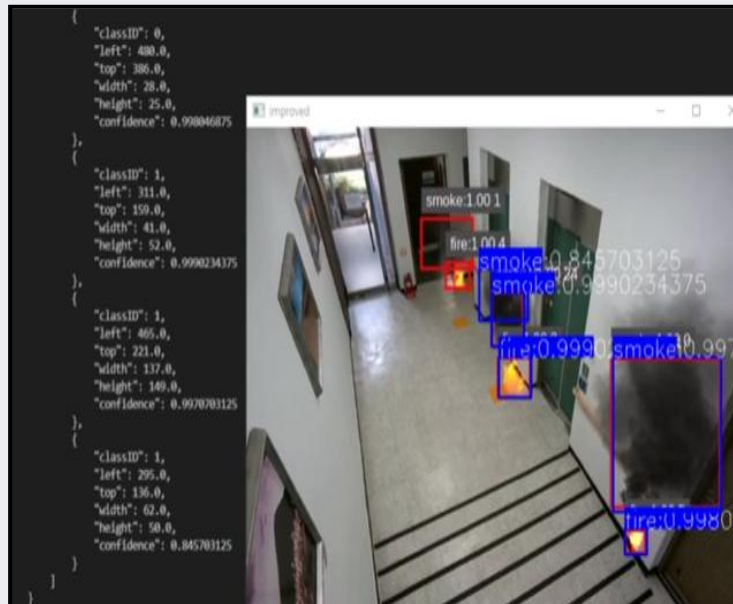 {
"classID": 0,
"left": 480.0,
"top": 386.0,
"width": 28.0,
"height": 25.0,
"confidence": 0.998046875
},
{
"classID": 1,
"left": 311.0,
"top": 159.0,
"width": 41.0,
"height": 52.0,
"confidence": 0.9990234375
},
{
"classID": 1,
"left": 465.0,
"top": 221.0,
"width": 137.0,
"height": 149.0,
"confidence": 0.9970703125
},
{
"classID": 1,
"left": 295.0,
"top": 136.0,
"width": 62.0,
"height": 50.0,
"confidence": 0.845703125
}
]
}
improved
smoke:1.00 1
fire:1.00 4
smoke:0.845703125
smoke:0.9990234375
fire:0.9990
smoke:0.997
fire:0.9980